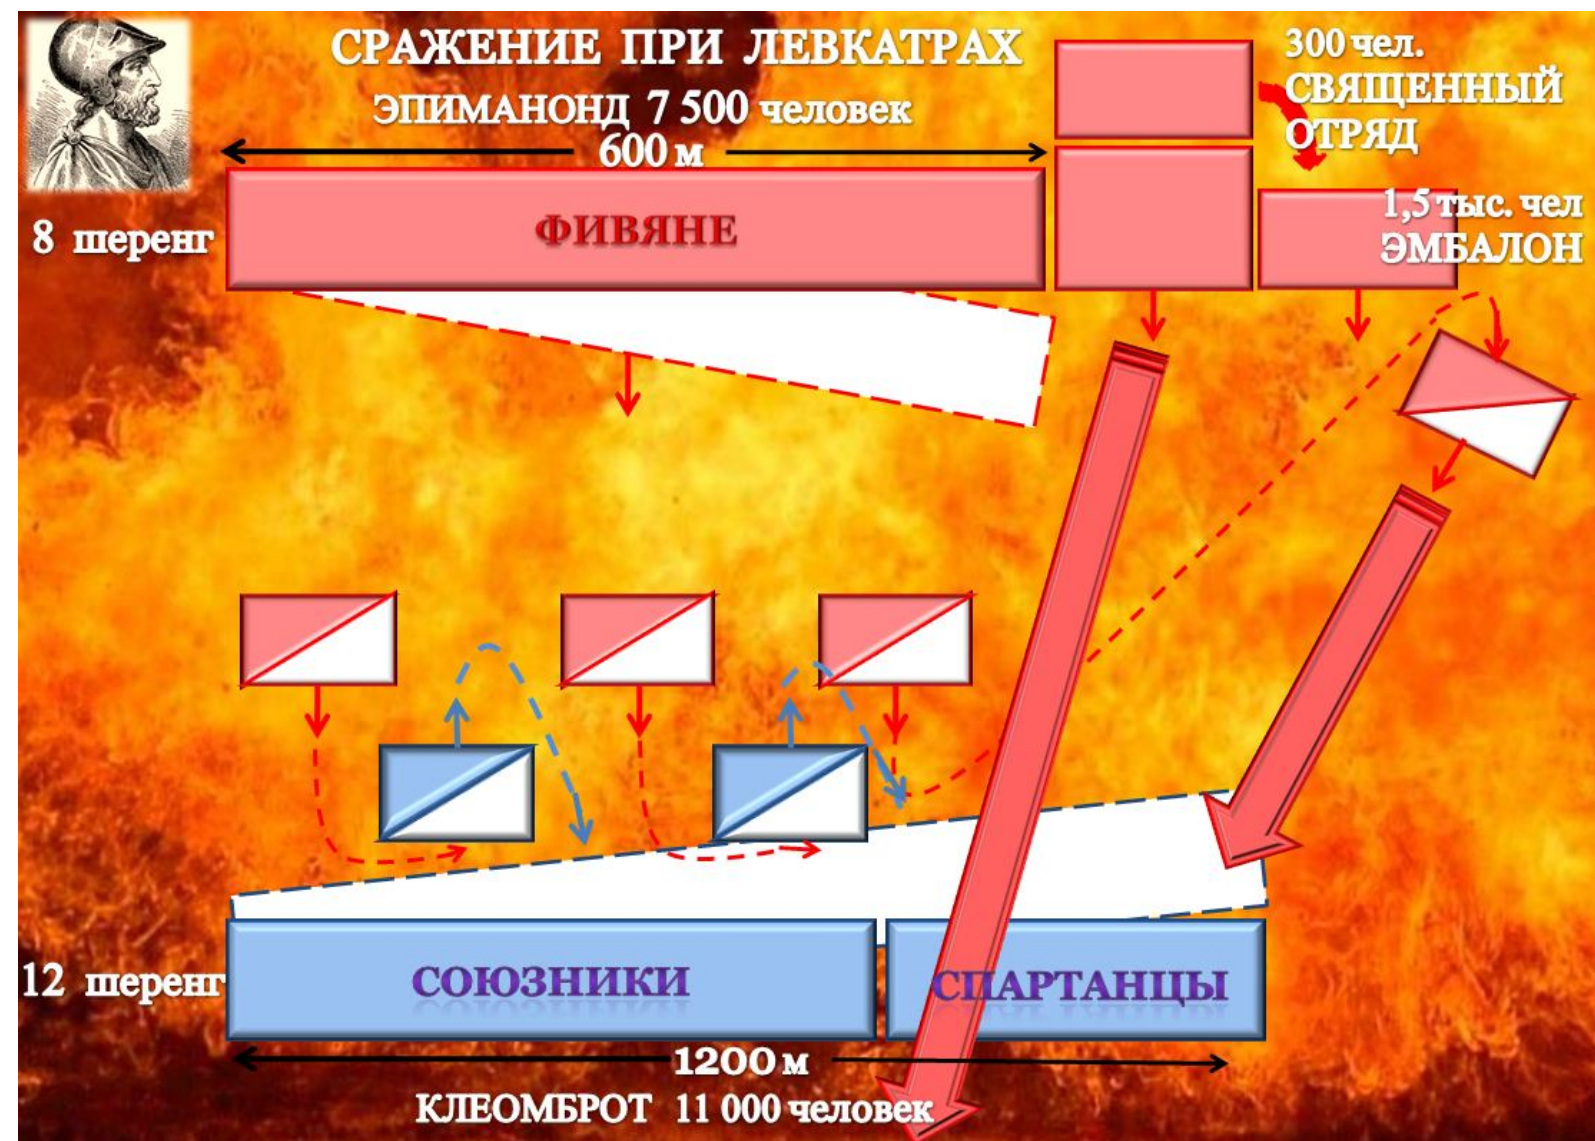 СРАЖЕНИЕ ПРИ ЛЕВКАТРАХ
ЭПИМАНОНД 7 500 человек
600 м
300 чел.
СВЯЩЕННЫЙ
ОТРЯД
8 шеренг
ФИВЯНЕ
1,5 тыс. чел
ЭМБАЛОН
12 шеренг
СОЮЗНИКИ
СПАРТАНЦЫ
1200 м
КЛЕОМБРОТ 11 000 человек